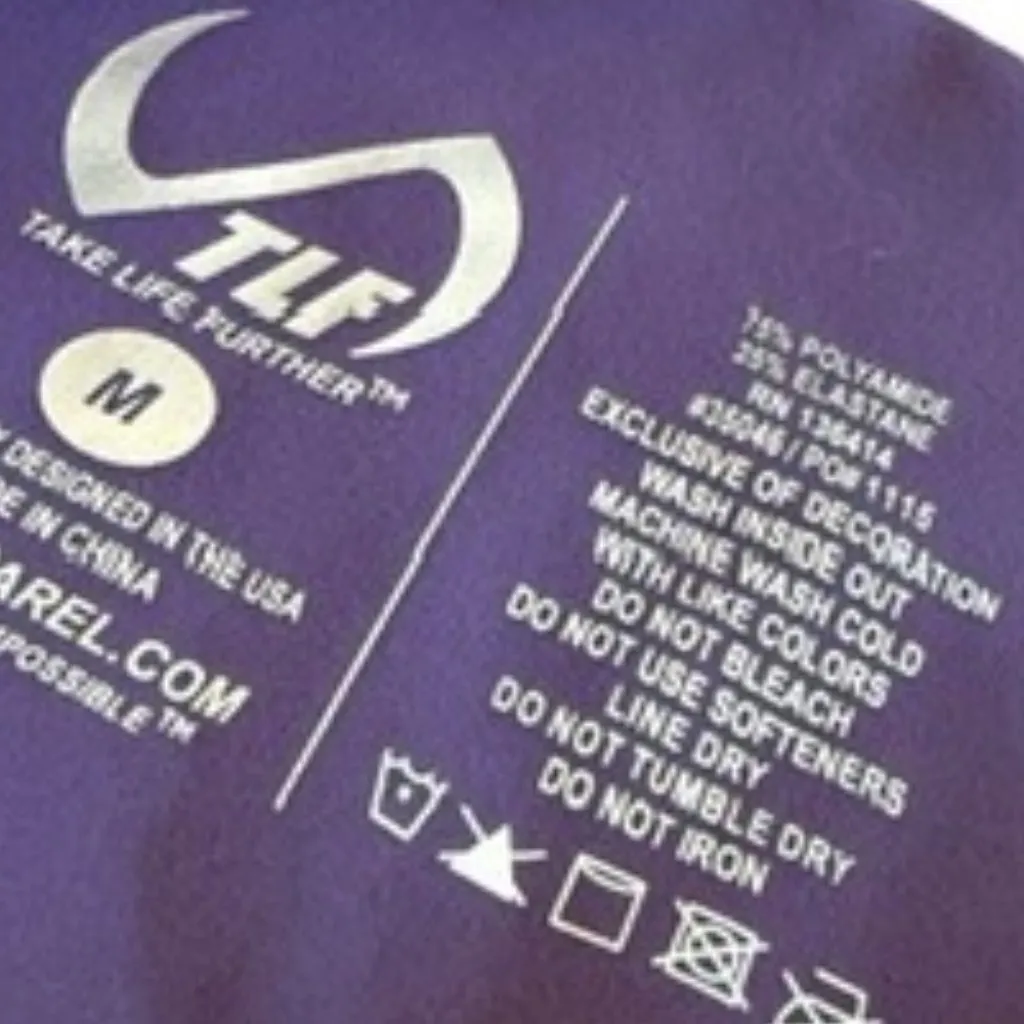 TLF
TAKE LIFE FURTHER™
M
DESIGNED IN THE USA
IN CHINA
.COM
75% POLYAMIDE
25% ELASTANE
RN 136414
#35046 / PO# 1115
EXCLUSIVE OF DECORATION
WASH INSIDE OUT
MACHINE WASH COLD
WITH LIKE COLORS
DO NOT BLEACH
DO NOT USE SOFTENERS
LINE DRY
DO NOT TUMBLE DRY
DO NOT IRON